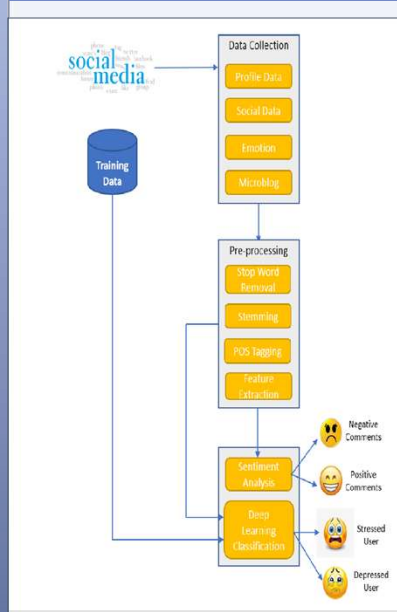 social
media
Data Collection
Profile Data
Social Data
Emotion
Microblog
Training
Data
Pre-processing
Stop Word
Removal
Stemming
POS Tagging
Feature
Extraction
Sentiment
Analysis
Deep
Learning
Classification
Negative
Comments
Positive
Comments
Stressed
User
Depressed
User